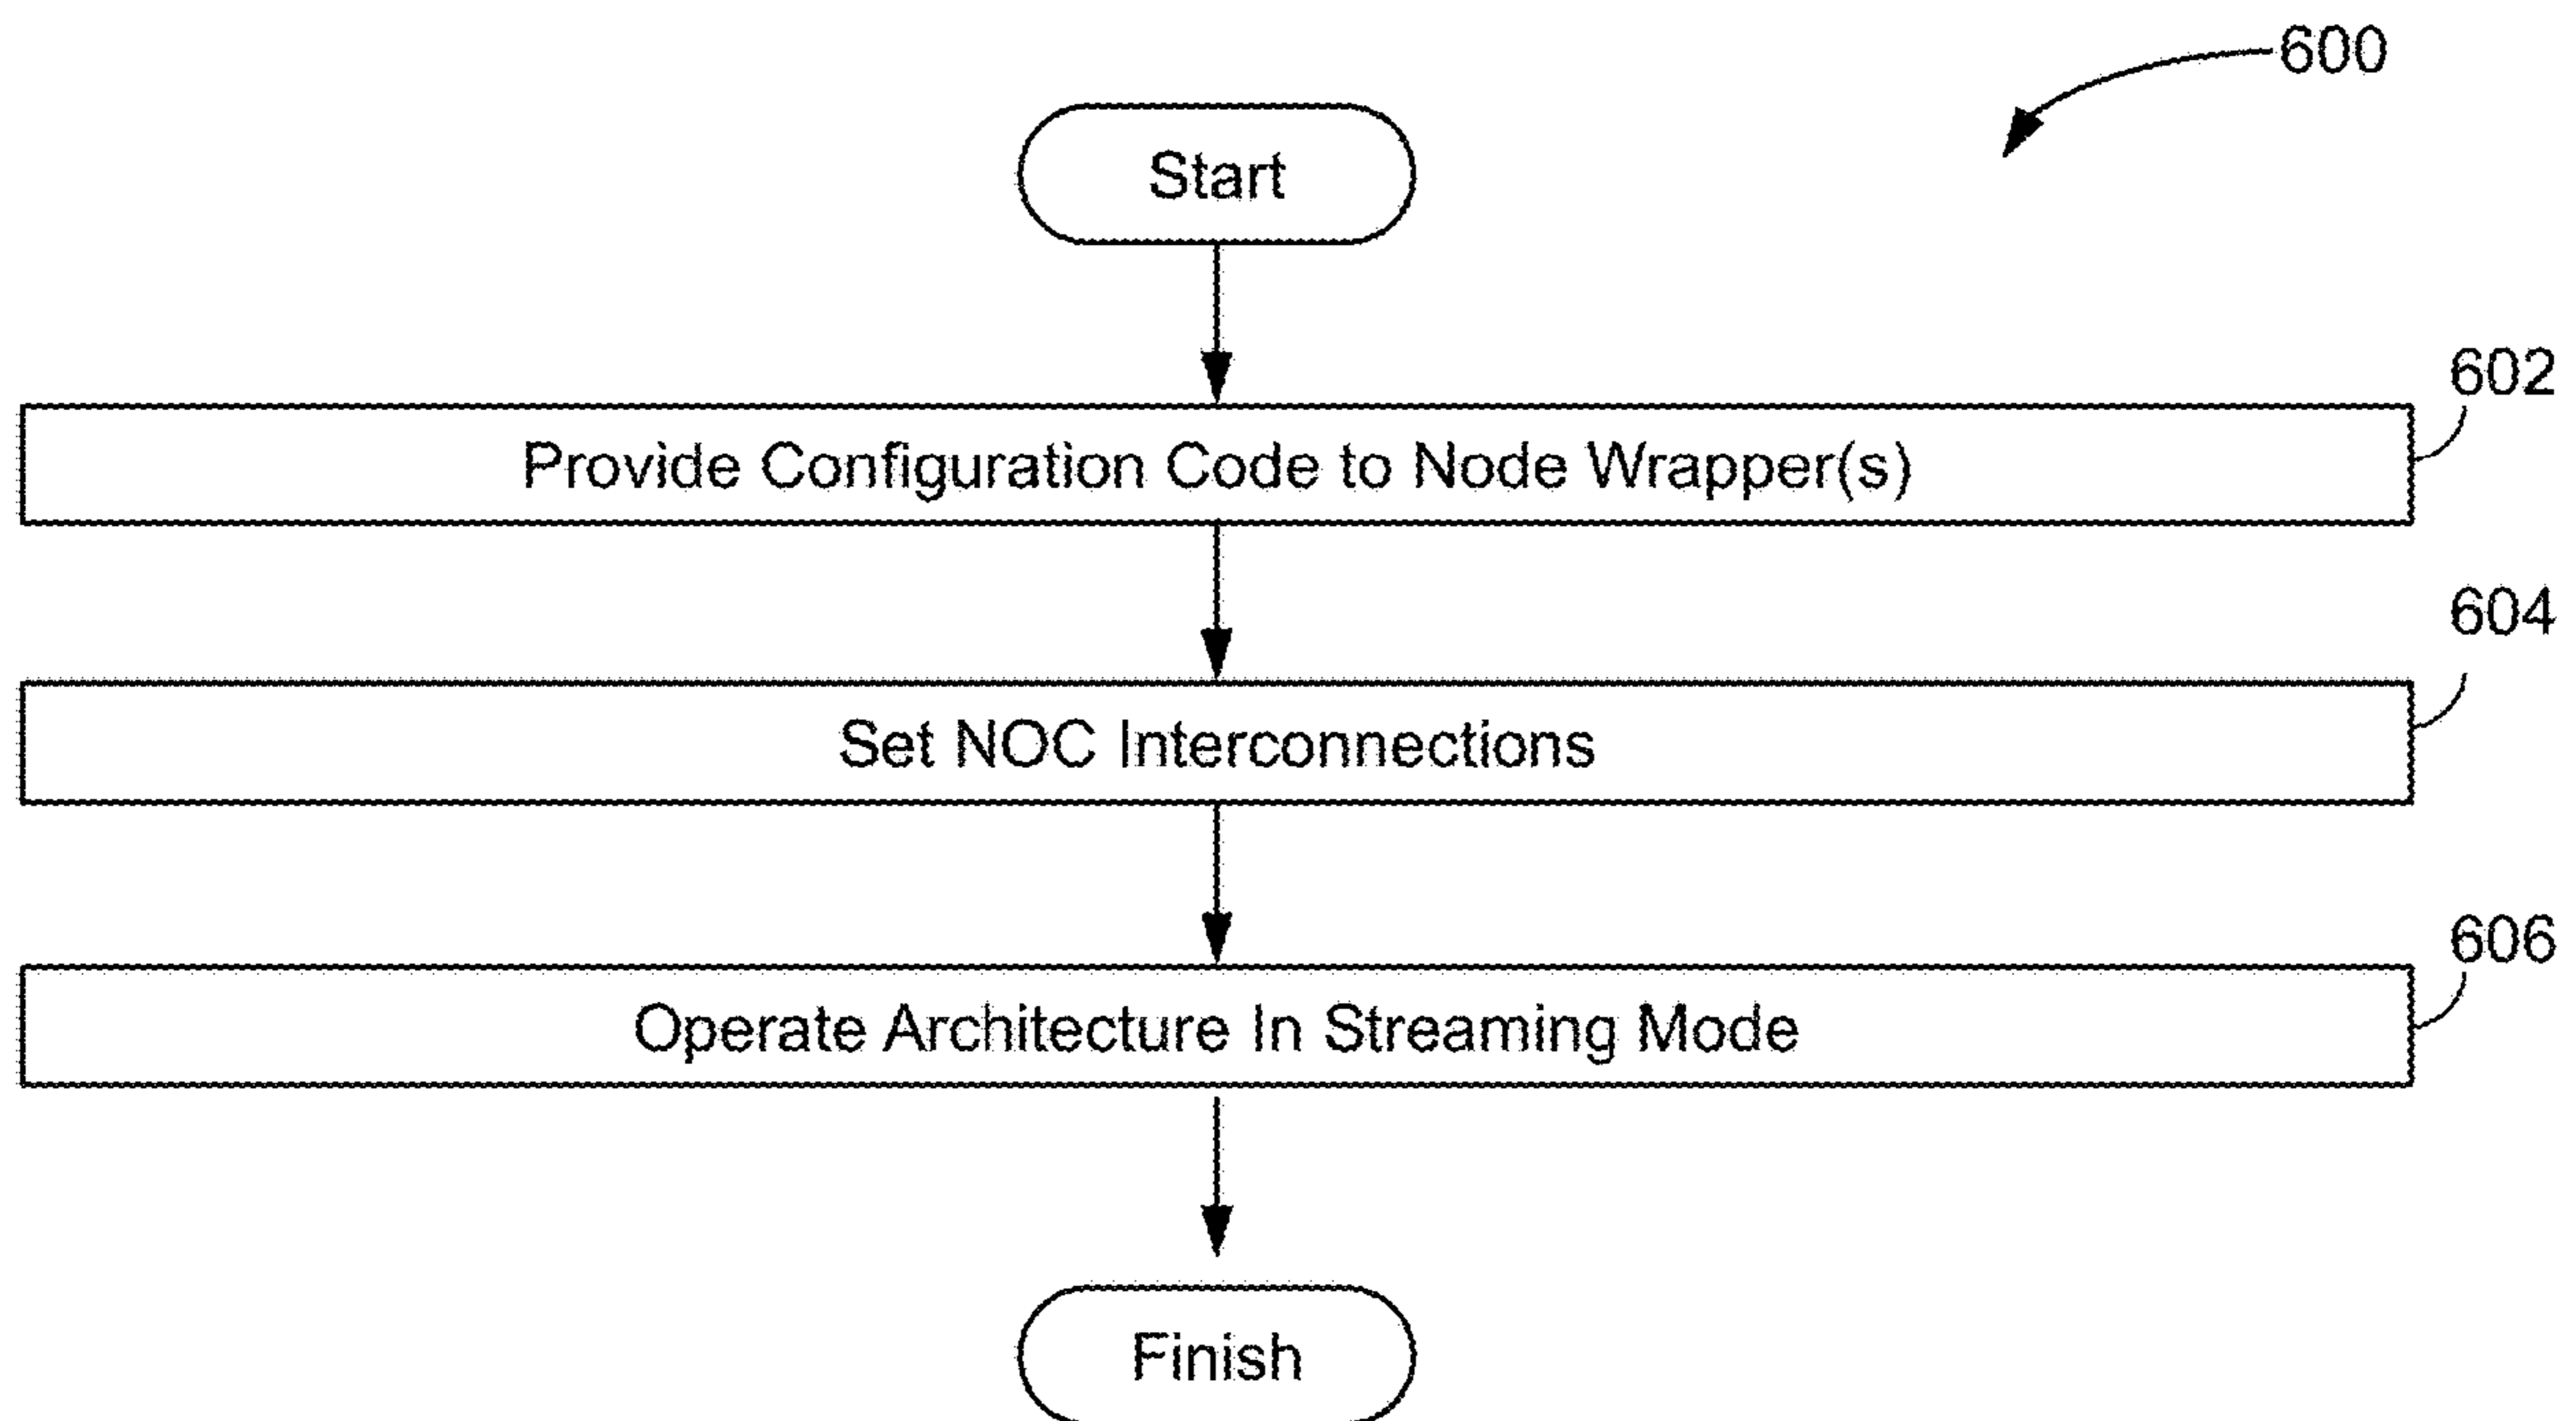 600
Start
602
Provide Configuration Code to Node Wrapper(s)
604
Set NOC Interconnections
606
Operate Architecture In Streaming Mode
Finish